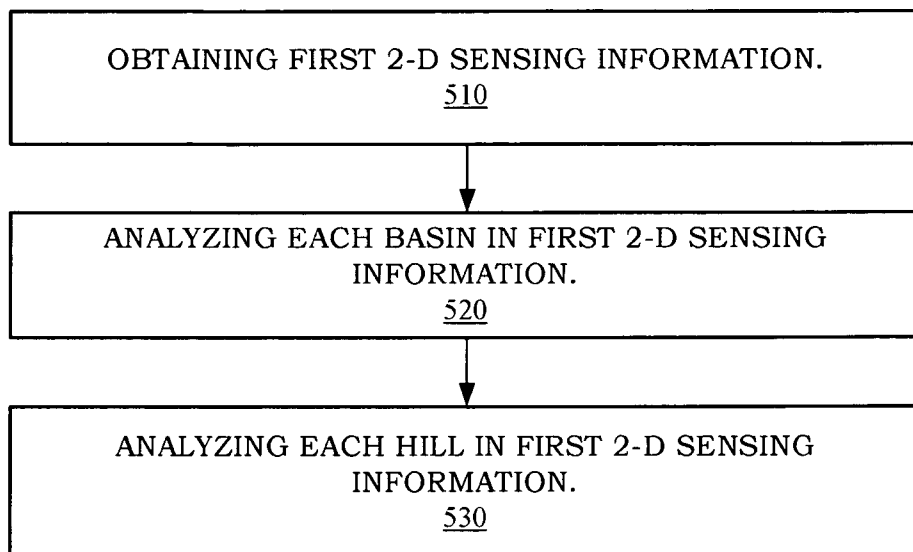 OBTAINING FIRST 2-D SENSING INFORMATION.
510
ANALYZING EACH BASIN IN FIRST 2-D SENSING
INFORMATION.
520
ANALYZING EACH HILL IN FIRST 2-D SENSING
INFORMATION.
530